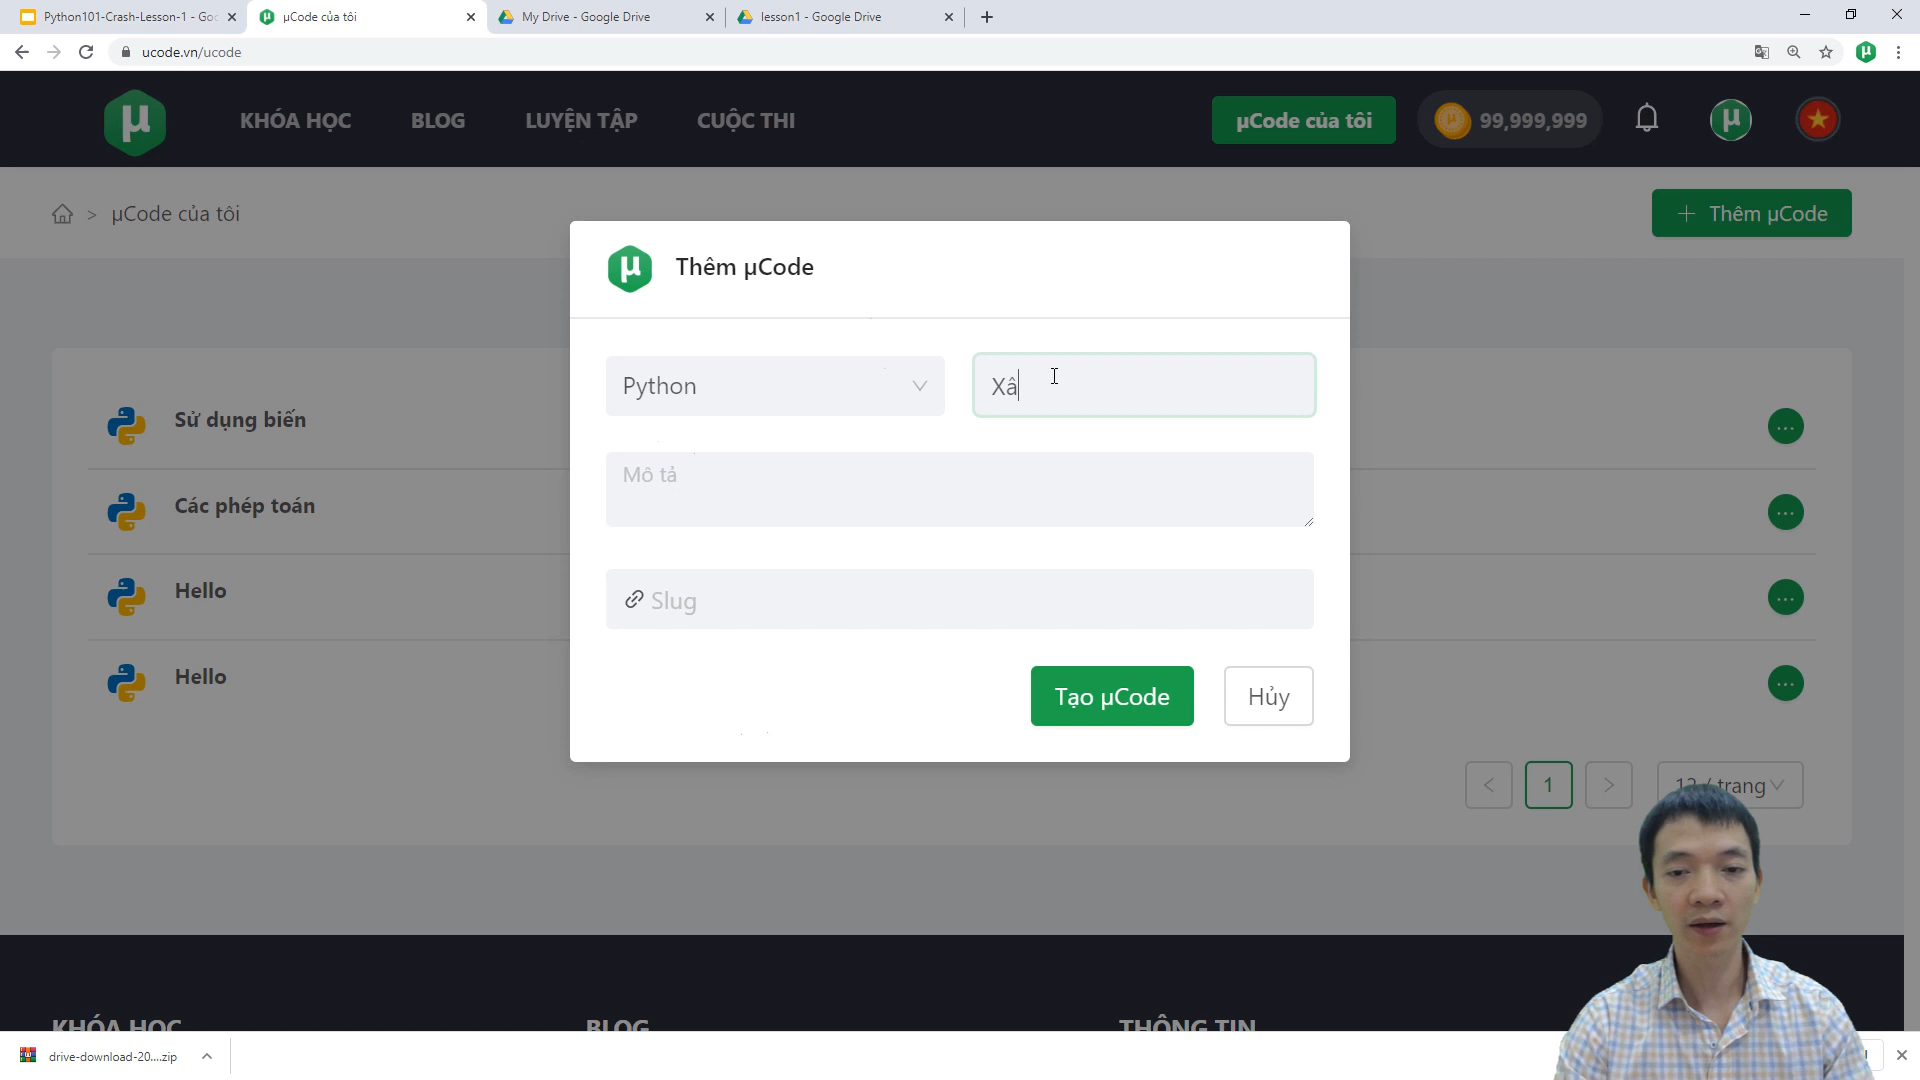 Python101-Crash-Lesson-1 - Goo
µCode của tôi
My Drive - Google Drive
lesson1 - Google Drive
ucode.vn/ucode
µ
KHÓA HỌC
BLOG
LUYỆN TẬP
CUỘC THI
µCode của tôi
99,999,999
µ
> µCode của tôi
+ Thêm µCode
µ
Thêm µCode
Python
Xâ
Mô tả
Slug
Tạo µCode
Hủy
Sử dụng biến
Các phép toán
Hello
Hello
< 1 >
12 / trang
KHÓA HỌC
BLOG
THÔNG TIN
drive-download-20....zip